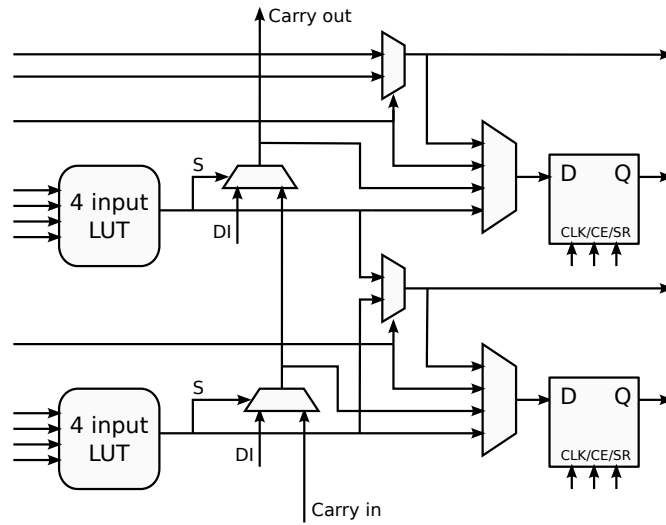 Carry out
S
4 input
LUT
DI
D Q
CLK/CE/SR
S
4 input
LUT
DI
D Q
CLK/CE/SR
Carry in